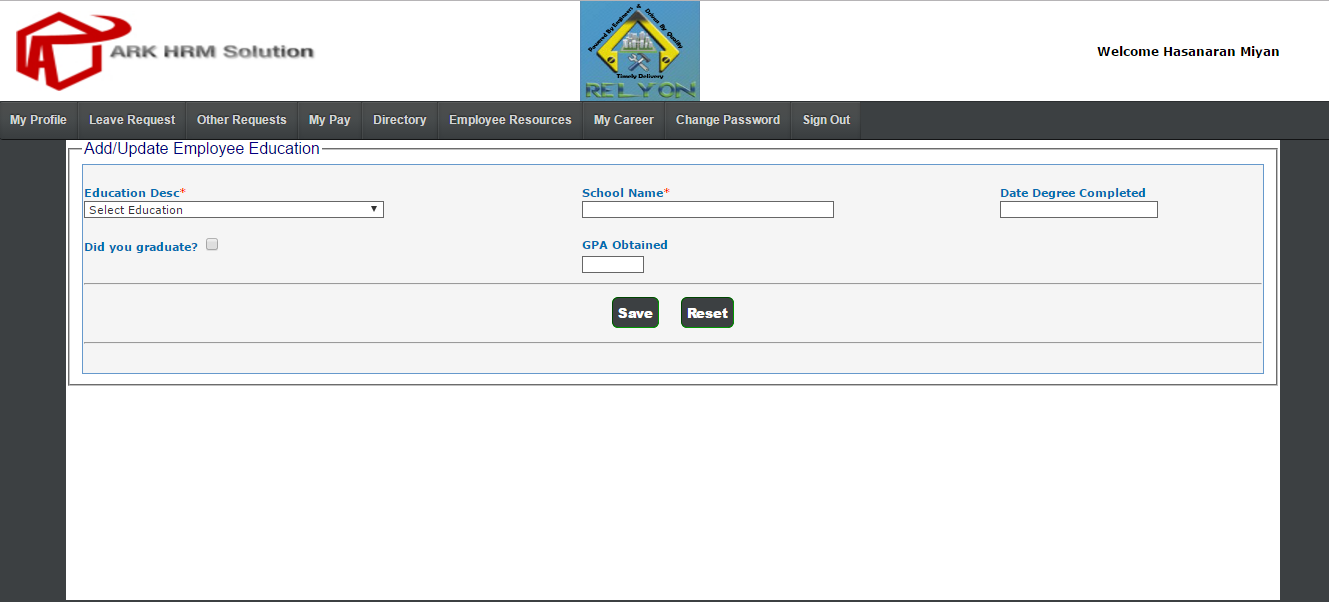 ARK HRM Solution
Powered By Engineers & Driven By Quality
Timely Delivery
RELYON
Welcome Hasanaran Miyan
My Profile Leave Request Other Requests My Pay Directory Employee Resources My Career Change Password Sign Out
Add/Update Employee Education
Education Desc* School Name* Date Degree Completed
Select Education
Did you graduate? GPA Obtained
Save Reset